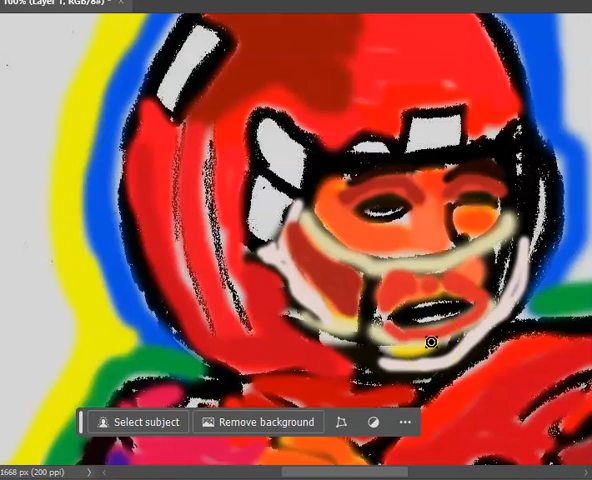 100% (Layer 1, RGB/8#) * ×
Select subject
Remove background
1668 px (200 ppi)